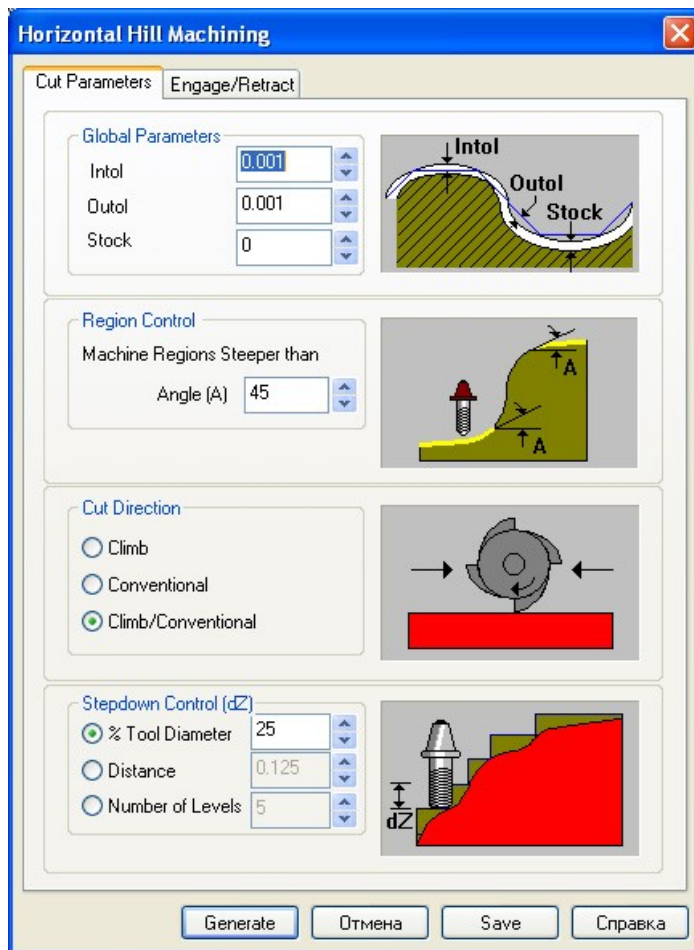 Horizontal Hill Machining
Cut Parameters Engage/Retract
Global Parameters
Intol 0.001
Outol 0.001
Stock 0
Intol
Outol
Stock
Region Control
Machine Regions Steeper than
Angle (A) 45
A
A
Cut Direction
Climb
Conventional
Climb/Conventional
Stepdown Control (dZ)
% Tool Diameter 25
Distance 0.125
Number of Levels 5
dZ
Generate Отмена Save Справка